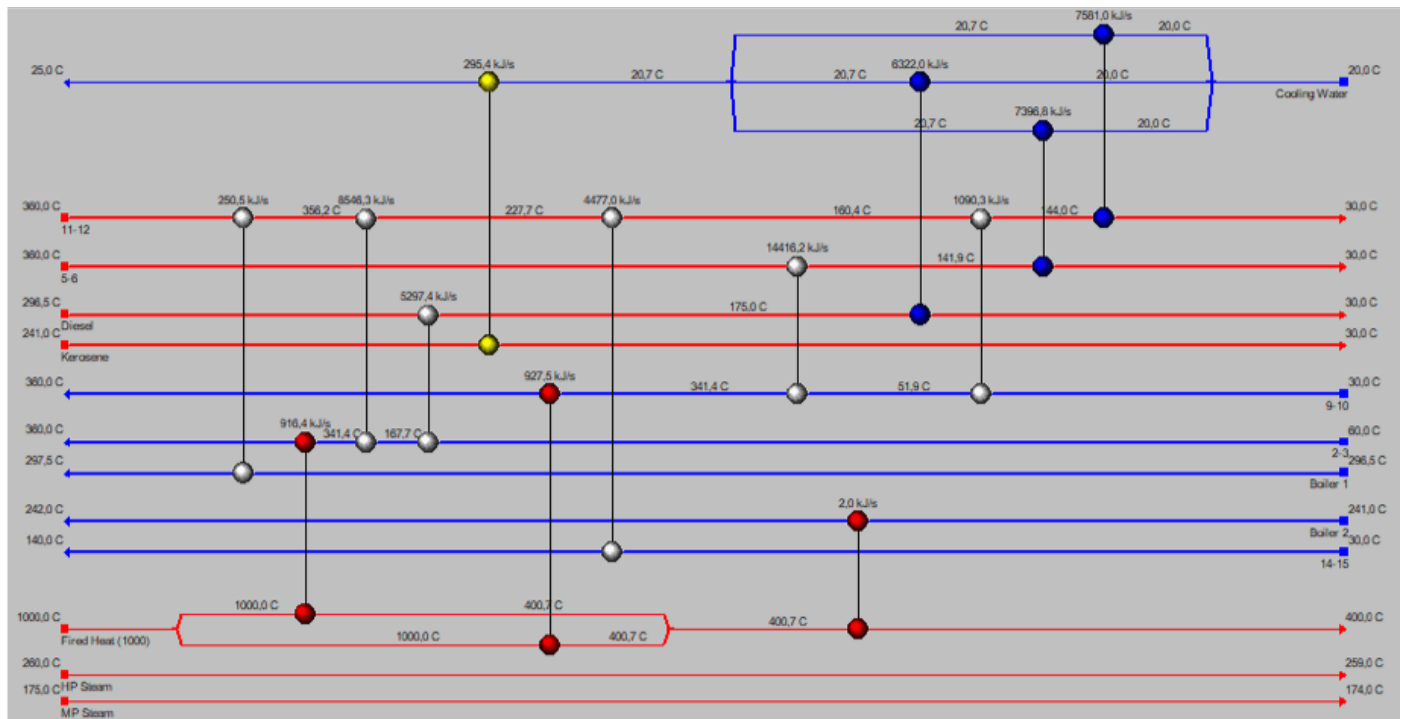 7581,0 kJ/s
20,7 C
20,0 C
25,0 C
295,4 kJ/s
20,7 C
20,7 C
6322,0 kJ/s
20,0 C
20,0 C
Cooling Water
7396,8 kJ/s
20,7 C
20,0 C
360,0 C
250,5 kJ/s
356,2 C
8546,3 kJ/s
227,7 C
4477,0 kJ/s
160,4 C
1090,3 kJ/s
144,0 C
30,0 C
11-12
360,0 C
14416,2 kJ/s
141,9 C
30,0 C
5-6
296,5 C
5297,4 kJ/s
175,0 C
30,0 C
Diesel
241,0 C
30,0 C
Kerosene
360,0 C
927,5 kJ/s
341,4 C
51,9 C
30,0 C
9-10
360,0 C
916,4 kJ/s
341,4 C
167,7 C
60,0 C
2-3
297,5 C
296,5 C
Boiler 1
242,0 C
2,0 kJ/s
241,0 C
Boiler 2
140,0 C
30,0 C
14-15
1000,0 C
1000,0 C
400,7 C
400,7 C
400,0 C
Fired Heat (1000)
1000,0 C
400,7 C
260,0 C
259,0 C
HP Steam
175,0 C
174,0 C
MP Steam